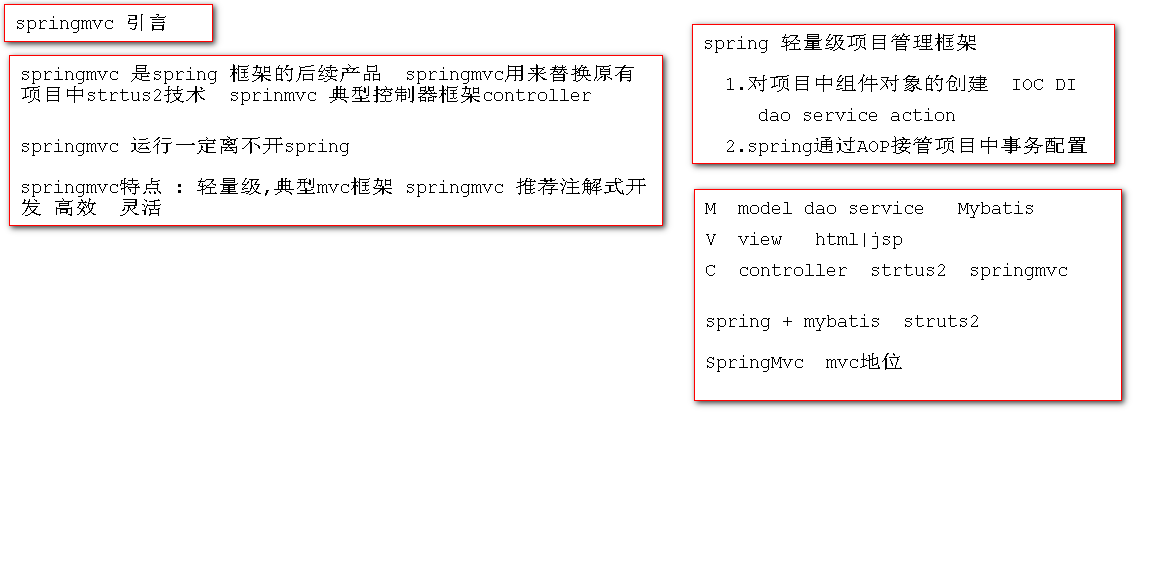 springmvc 引言
springmvc 是spring 框架的后续产品  springmvc用来替换原有
项目中strtus2技术  sprinmvc 典型控制器框架controller
springmvc 运行一定离不开spring
springmvc特点 : 轻量级,典型mvc框架 springmvc 推荐注解式开
发 高效  灵活
spring 轻量级项目管理框架
1.对项目中组件对象的创建  IOC DI
dao service action
2.spring通过AOP接管项目中事务配置
M  model dao service   Mybatis
V  view   html|jsp
C  controller  strtus2  springmvc
spring + mybatis  struts2
SpringMvc  mvc地位